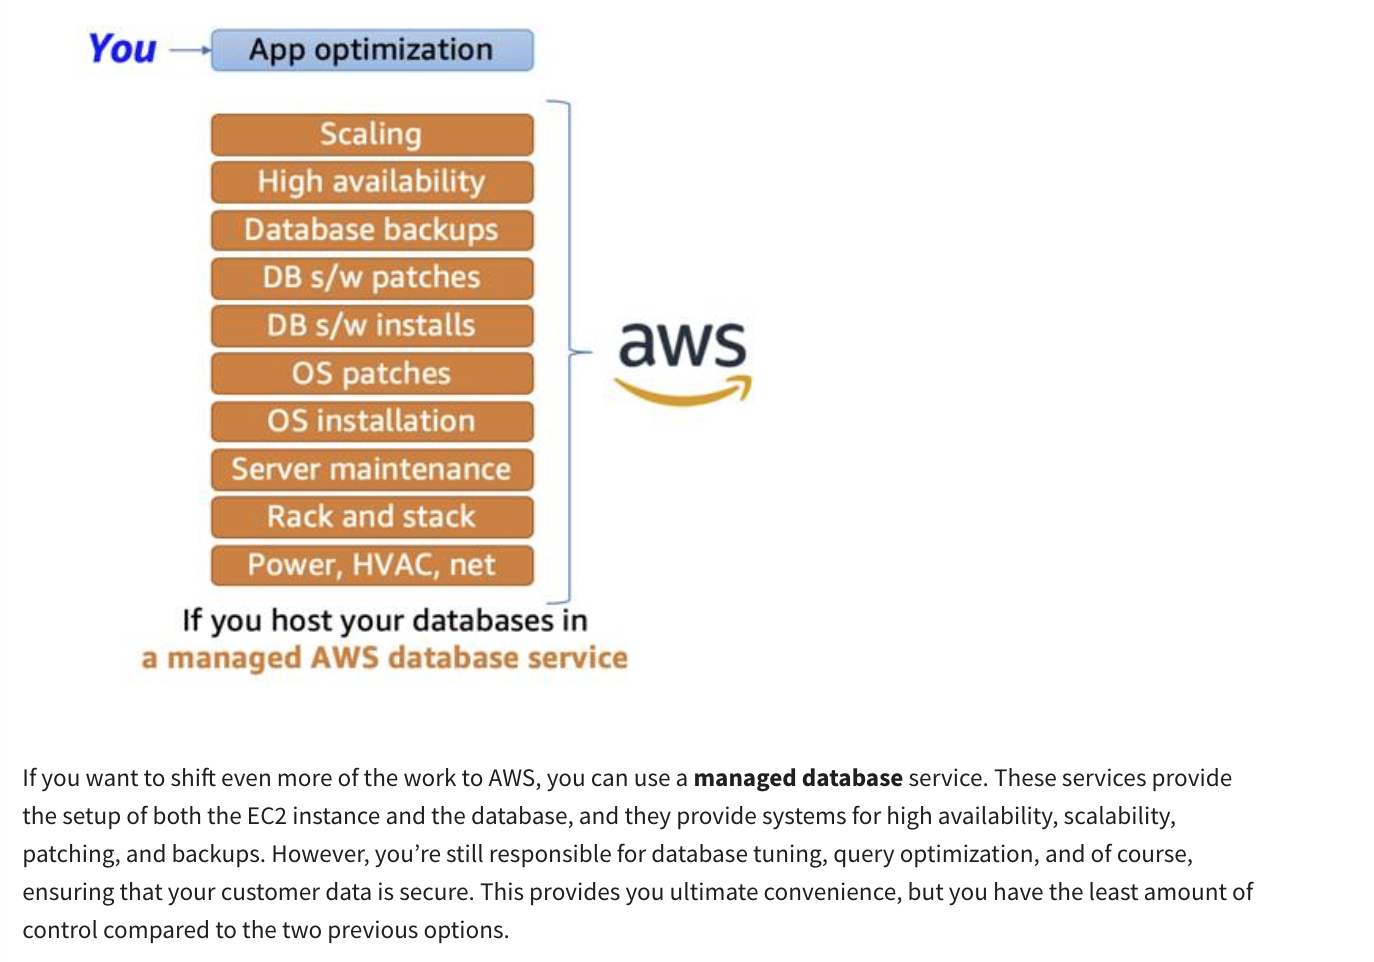 You
App optimization
Scaling
High availability
Database backups
DB s/w patches
DB s/w installs
OS patches
OS installation
Server maintenance
Rack and stack
Power, HVAC, net
aws
If you host your databases in
a managed AWS database service
If you want to shift even more of the work to AWS, you can use a managed database service. These services provide
the setup of both the EC2 instance and the database, and they provide systems for high availability, scalability,
patching, and backups. However, you’re still responsible for database tuning, query optimization, and of course,
ensuring that your customer data is secure. This provides you ultimate convenience, but you have the least amount of
control compared to the two previous options.